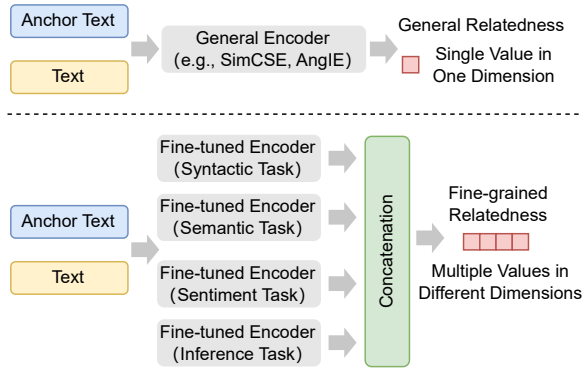 Anchor Text
Text
General Encoder
(e.g., SimCSE, AnglE)
General Relatedness
Single Value in
One Dimension
Anchor Text
Text
Fine-tuned Encoder
(Syntactic Task)
Fine-tuned Encoder
(Semantic Task)
Fine-tuned Encoder
(Sentiment Task)
Fine-tuned Encoder
(Inference Task)
Concatenation
Fine-grained
Relatedness
Multiple Values in
Different Dimensions